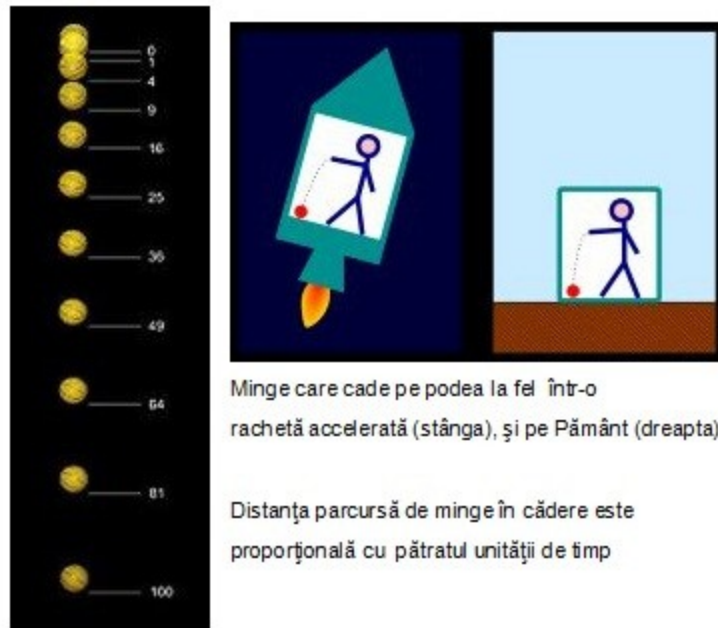 0
1
4
9
16
25
36
49
64
81
100
Minge care cade pe podea la fel într-o
rachetă accelerată (stânga), şi pe Pământ (dreapta)
Distanţa parcursă de minge în cădere este
proporţională cu pătratul unităţii de timp